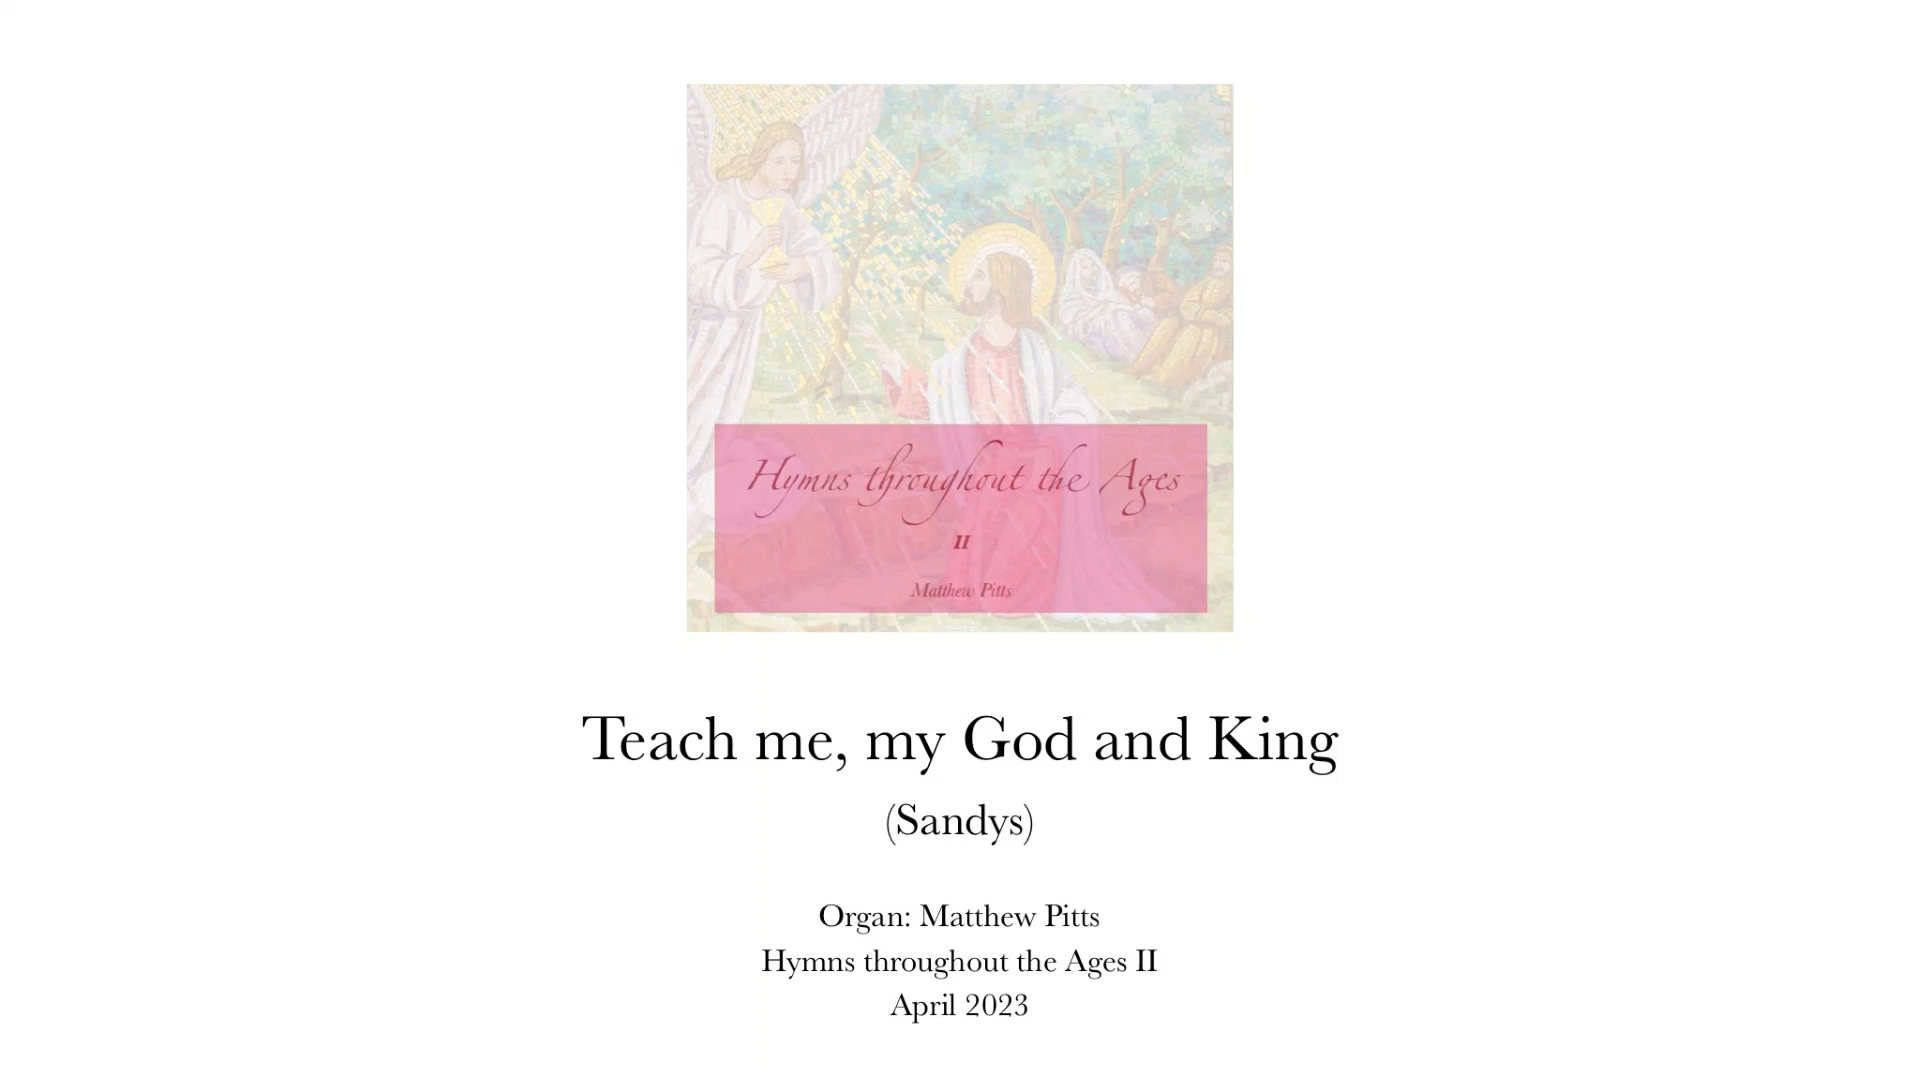 Hymns throughout the Ages
II
Matthew Pitts
Teach me, my God and King
(Sandys)
Organ: Matthew Pitts
Hymns throughout the Ages II
April 2023